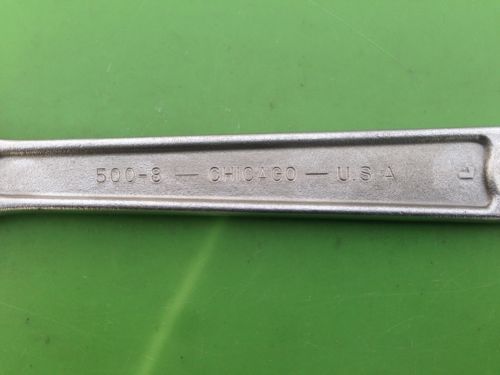 500-8 — CHICAGO — U.S.A